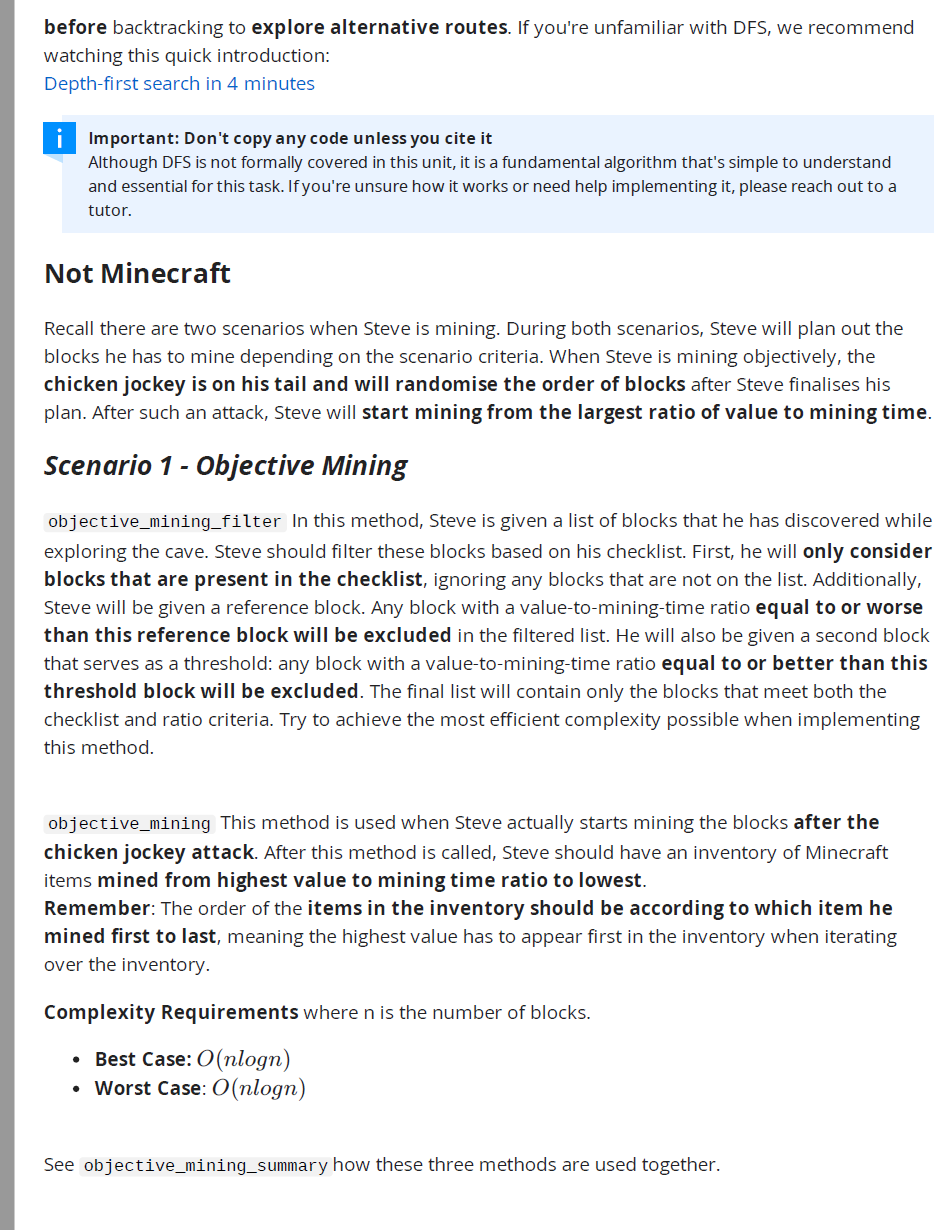 before backtracking to explore alternative routes. If you're unfamiliar with DFS, we recommend
watching this quick introduction:
Depth-first search in 4 minutes
i
Important: Don't copy any code unless you cite it
Although DFS is not formally covered in this unit, it is a fundamental algorithm that's simple to understand
and essential for this task. If you're unsure how it works or need help implementing it, please reach out to a
tutor.
Not Minecraft
Recall there are two scenarios when Steve is mining. During both scenarios, Steve will plan out the
blocks he has to mine depending on the scenario criteria. When Steve is mining objectively, the
chicken jockey is on his tail and will randomise the order of blocks after Steve finalises his
plan. After such an attack, Steve will start mining from the largest ratio of value to mining time.
Scenario 1 - Objective Mining
objective_mining_filter In this method, Steve is given a list of blocks that he has discovered while
exploring the cave. Steve should filter these blocks based on his checklist. First, he will only consider
blocks that are present in the checklist, ignoring any blocks that are not on the list. Additionally,
Steve will be given a reference block. Any block with a value-to-mining-time ratio equal to or worse
than this reference block will be excluded in the filtered list. He will also be given a second block
that serves as a threshold: any block with a value-to-mining-time ratio equal to or better than this
threshold block will be excluded. The final list will contain only the blocks that meet both the
checklist and ratio criteria. Try to achieve the most efficient complexity possible when implementing
this method.
objective_mining This method is used when Steve actually starts mining the blocks after the
chicken jockey attack. After this method is called, Steve should have an inventory of Minecraft
items mined from highest value to mining time ratio to lowest.
Remember: The order of the items in the inventory should be according to which item he
mined first to last, meaning the highest value has to appear first in the inventory when iterating
over the inventory.
Complexity Requirements where n is the number of blocks.
• Best Case: O(nlogn)
• Worst Case: O(nlogn)
See objective_mining_summary how these three methods are used together.